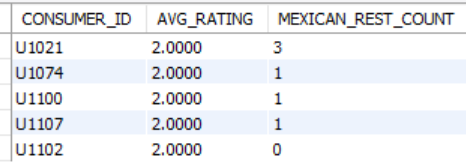 CONSUMER_ID AVG_RATING MEXICAN_REST_COUNT
U1021 2.0000 3
U1074 2.0000 1
U1100 2.0000 1
U1107 2.0000 1
U1102 2.0000 0